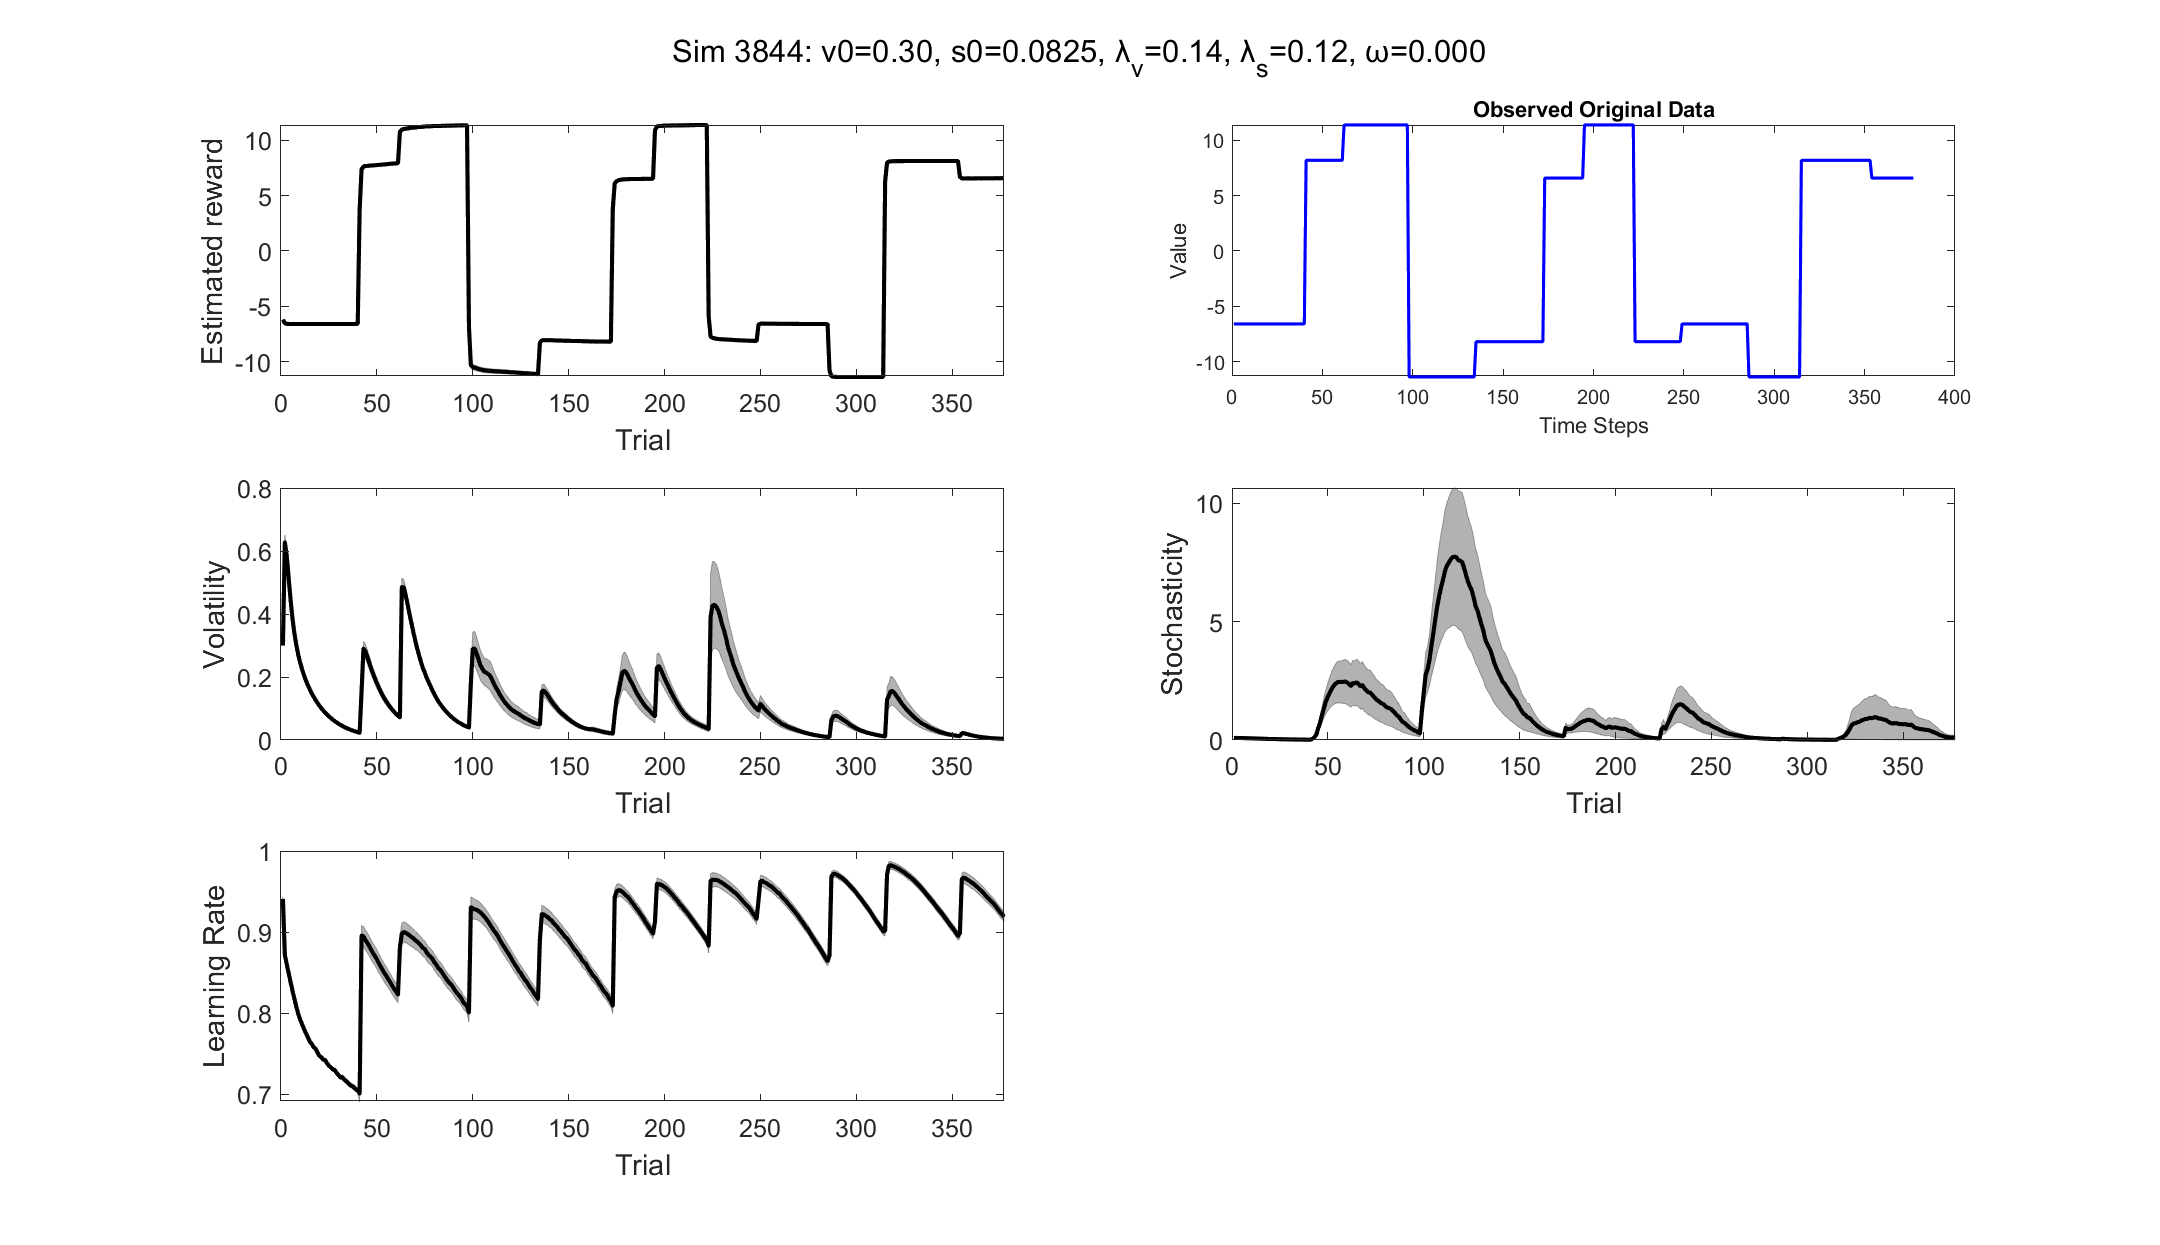 Sim 3844: v0=0.30, s0=0.0825, λ_v=0.14, λ_s=0.12, ω=0.000
Estimated reward
10
5
0
-5
-10
0 50 100 150 200 250 300 350
Trial
Observed Original Data
Value
10
5
0
-5
-10
0 50 100 150 200 250 300 350 400
Time Steps
Volatility
0.8
0.6
0.4
0.2
0
0 50 100 150 200 250 300 350
Trial
Stochasticity
10
5
0
0 50 100 150 200 250 300 350
Trial
Learning Rate
1
0.9
0.8
0.7
0 50 100 150 200 250 300 350
Trial